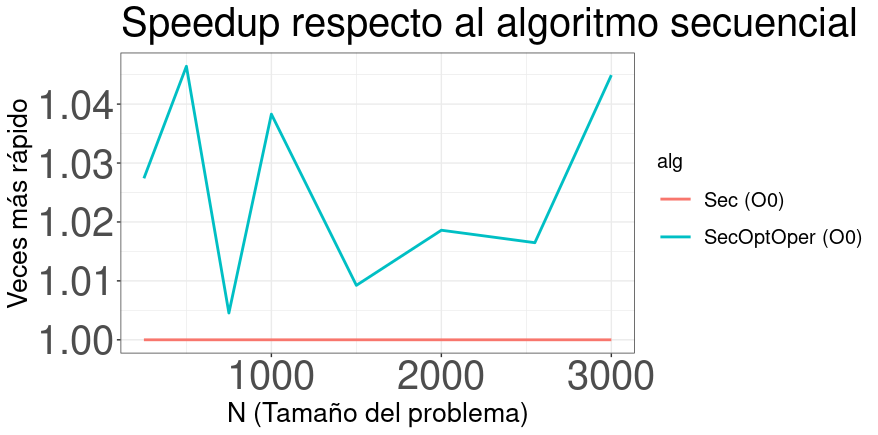 Speedup respecto al algoritmo secuencial
Veces más rápido
1.04
1.03
1.02
1.01
1.00
1000 2000 3000
N (Tamaño del problema)
alg
Sec (O0)
SecOptOper (O0)